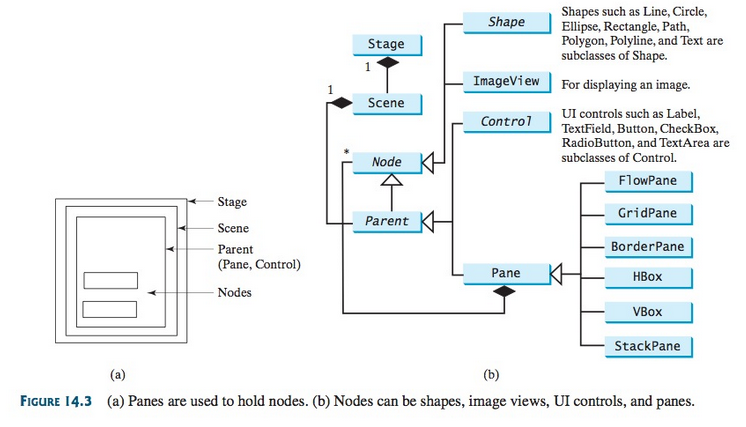 Stage
Scene
Parent
(Pane, Control)
Nodes
(a)
Stage
1
1
Scene
*
Node
Parent
Shape
Shapes such as Line, Circle,
Ellipse, Rectangle, Path,
Polygon, Polyline, and Text are
subclasses of Shape.
ImageView
For displaying an image.
Control
UI controls such as Label,
TextField, Button, CheckBox,
RadioButton, and TextArea are
subclasses of Control.
Pane
FlowPane
GridPane
BorderPane
HBox
VBox
StackPane
(b)
FIGURE 14.3 (a) Panes are used to hold nodes. (b) Nodes can be shapes, image views, UI controls, and panes.